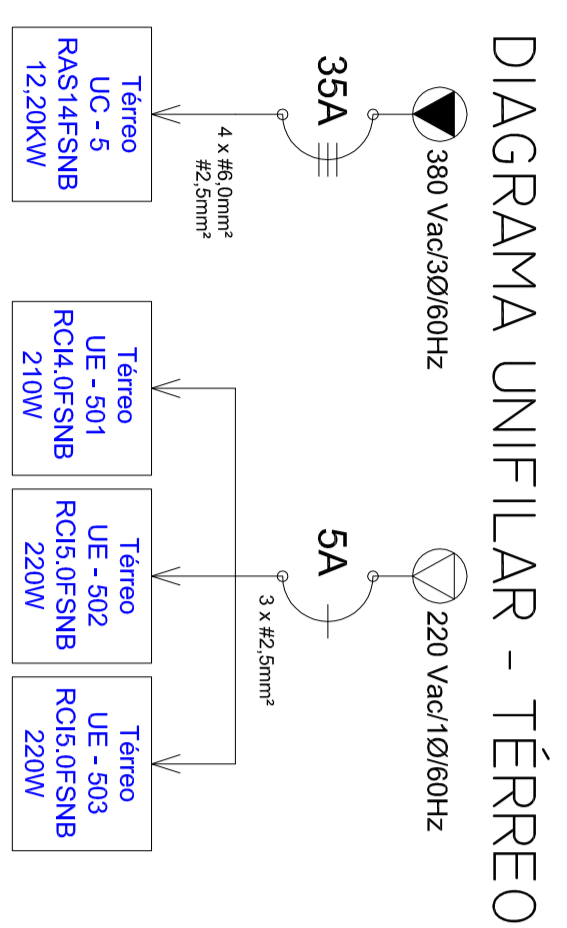 DIAGRAMA UNIFILAR - TÉRREO
380 Vac/3Ø/60Hz
35A
4 x #6,0mm²
#2,5mm²
Térreo
UC - 5
RAS14FSNB
12,20KW
220 Vac/1Ø/60Hz
5A
3 x #2,5mm²
Térreo
UE - 501
RCI4.0FSNB
210W
Térreo
UE - 502
RCI5.0FSNB
220W
Térreo
UE - 503
RCI5.0FSNB
220W